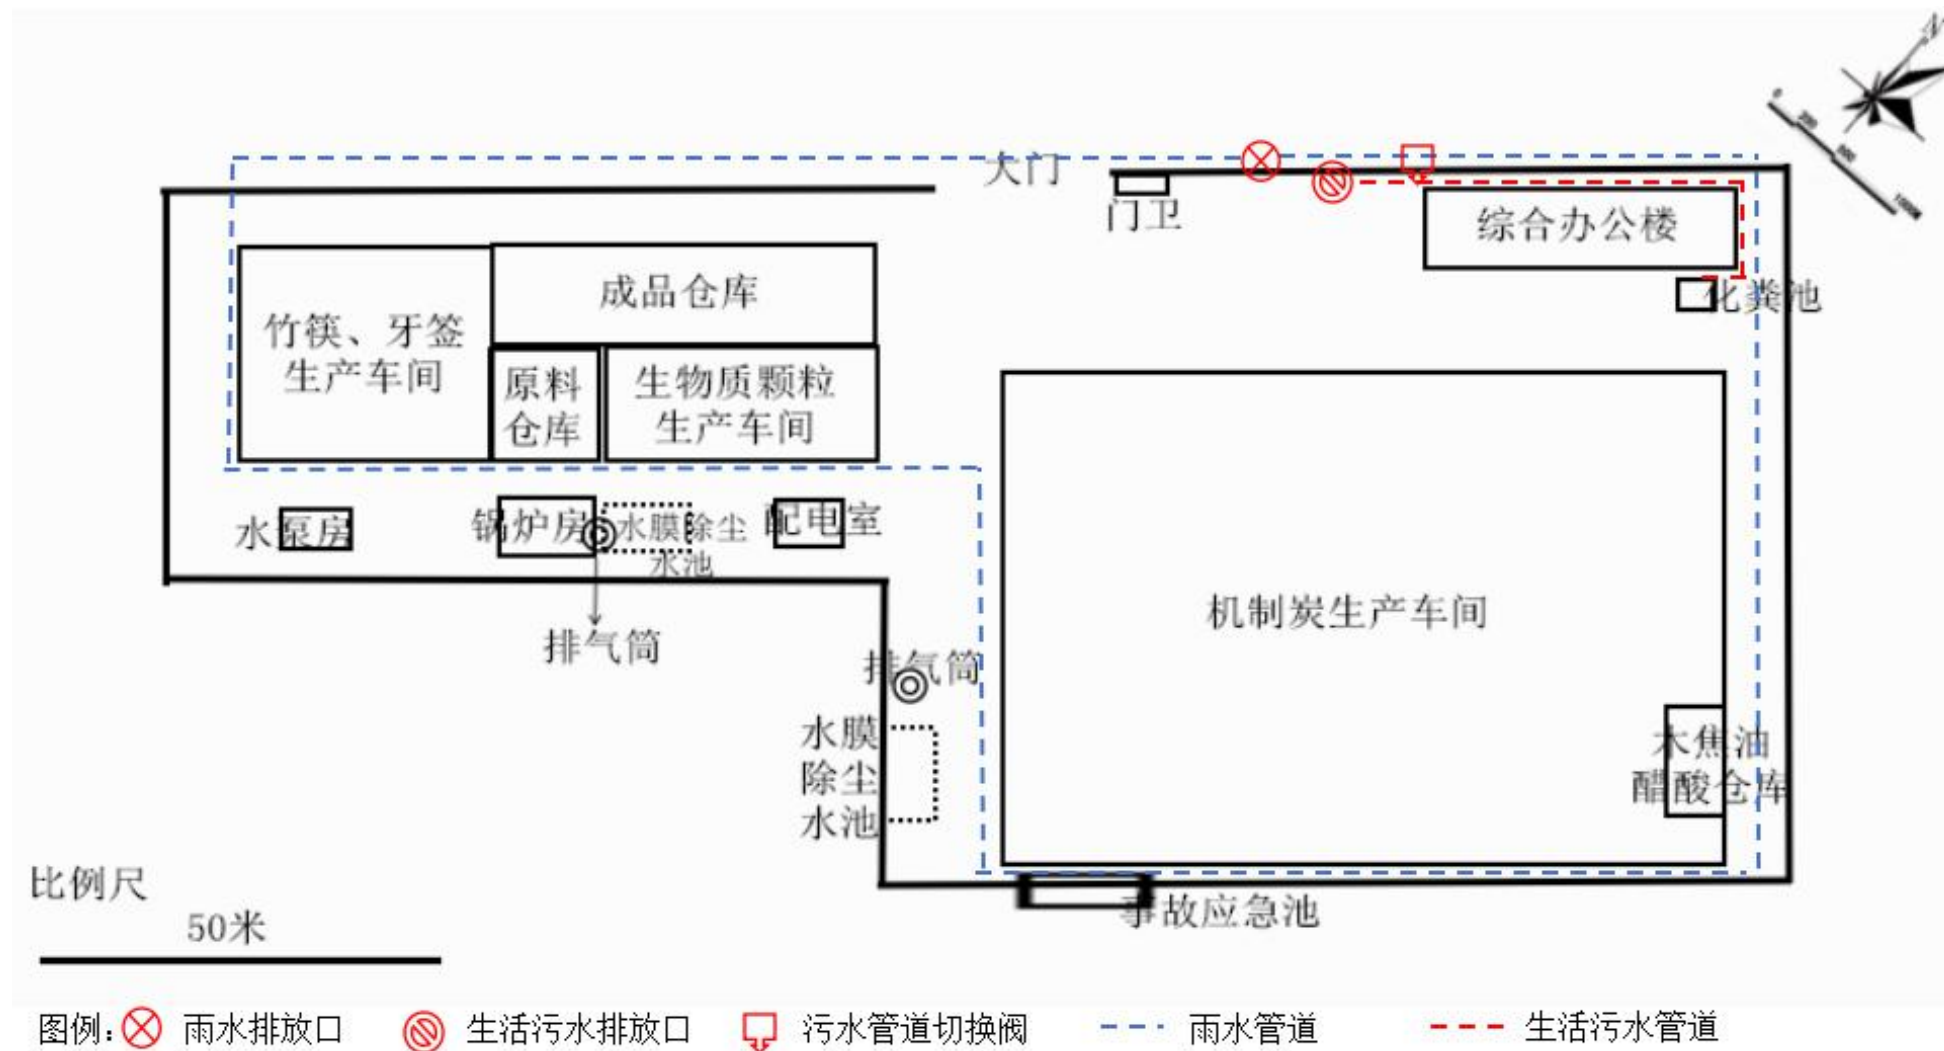 N
0
200
500
1000m
大门
门卫
综合办公楼
化粪池
成品仓库
竹筷、牙签
生产车间
原料
仓库
生物质颗粒
生产车间
水泵房
锅炉房
水膜除尘
水池
配电室
排气筒
机制炭生产车间
排气筒
水膜
除尘
水池
木焦油
醋酸仓库
事故应急池
比例尺
50米
图例：
雨水排放口
生活污水排放口
污水管道切换阀
雨水管道
生活污水管道